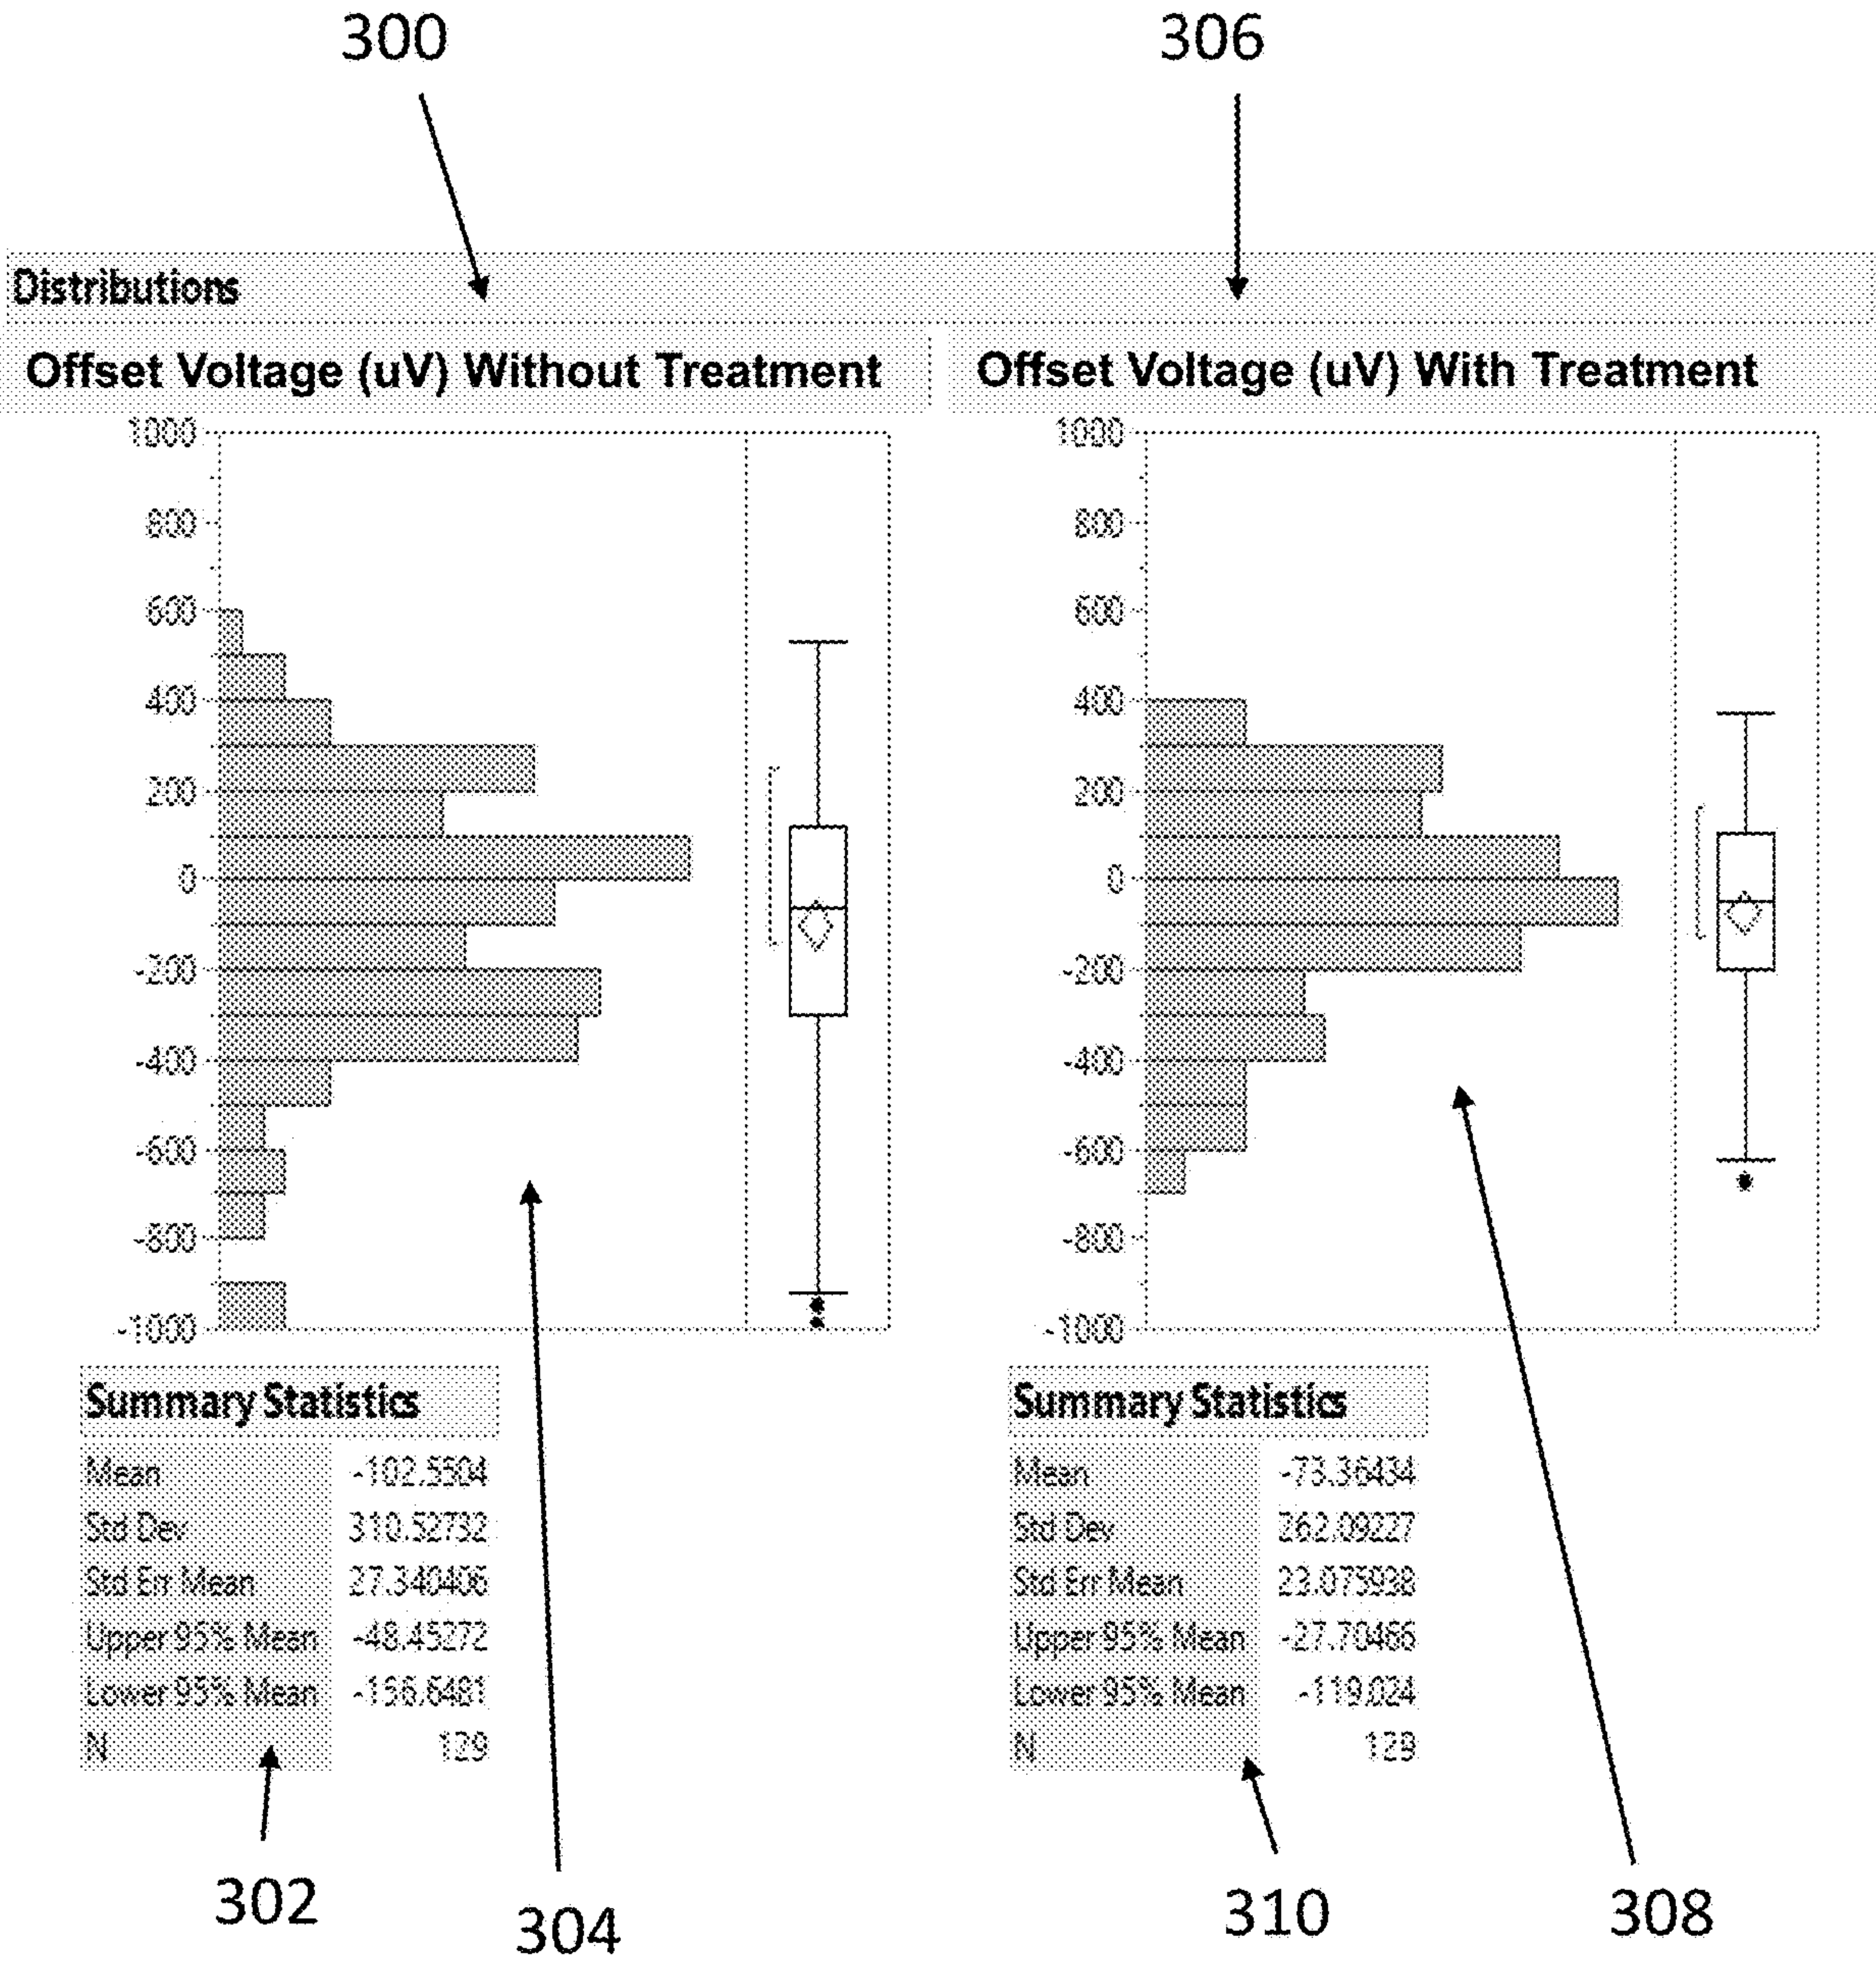 300
306
Distributions
Offset Voltage (uV) Without Treatment
1000
800
600
400
200
0
-200
-400
-600
-800
-1000
Summary Statistics
Mean -102.5504
Std Dev 310.52732
Std Err Mean 27.340406
Upper 95% Mean -48.45272
Lower 95% Mean -156.6481
N 129
302
304
Offset Voltage (uV) With Treatment
1000
800
600
400
200
0
-200
-400
-600
-800
-1000
Summary Statistics
Mean -73.36434
Std Dev 262.09227
Std Err Mean 23.075938
Upper 95% Mean -27.70466
Lower 95% Mean -119.024
N 129
310
308